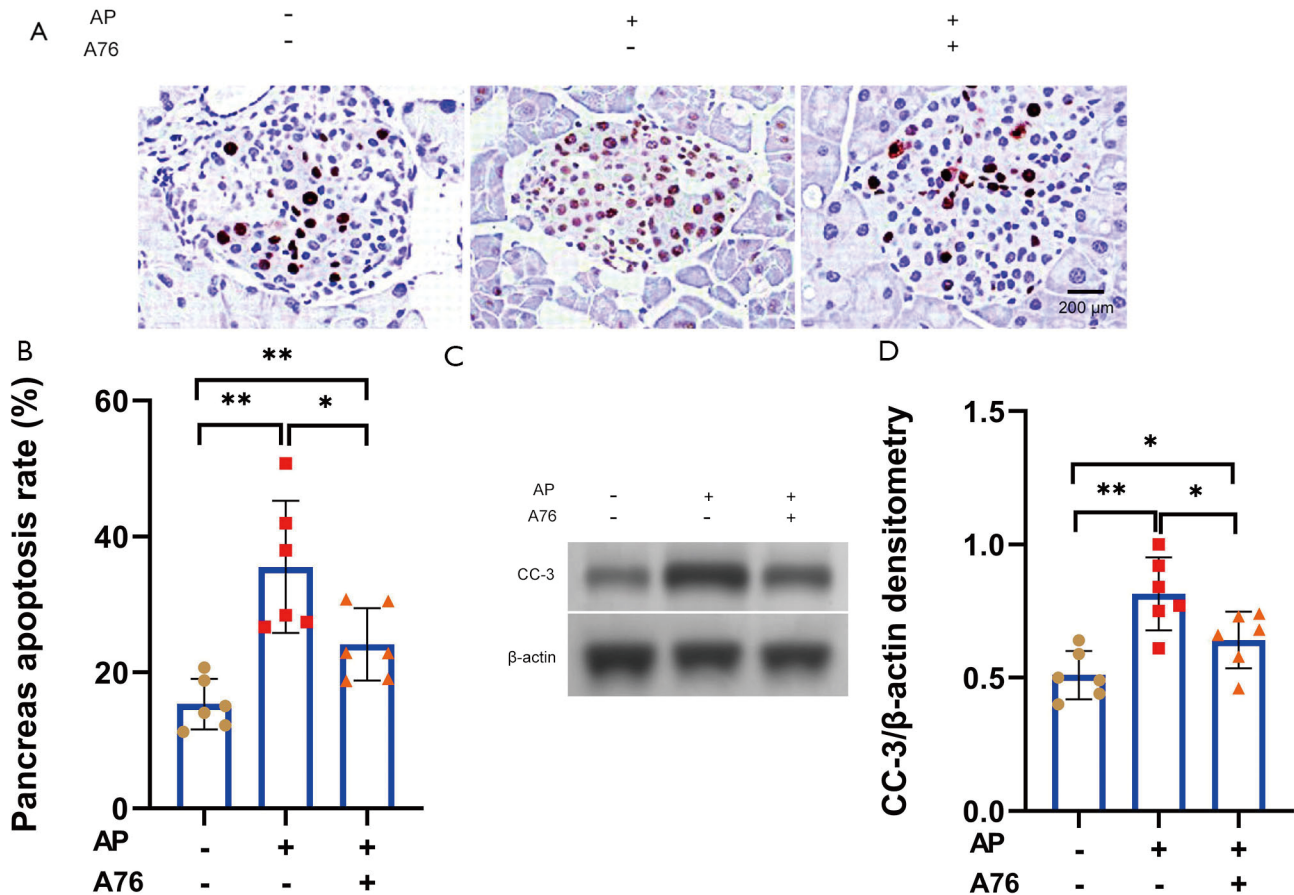 A
AP - + +
A76 - - +
200 µm
B
Pancreas apoptosis rate (%)
60
40
20
0
**
** *
AP - + +
A76 - - +
C
AP - + +
A76 - - +
CC-3
β-actin
D
CC-3/β-actin densitometry
1.5
1.0
0.5
0.0
*
** *
AP - + +
A76 - - +